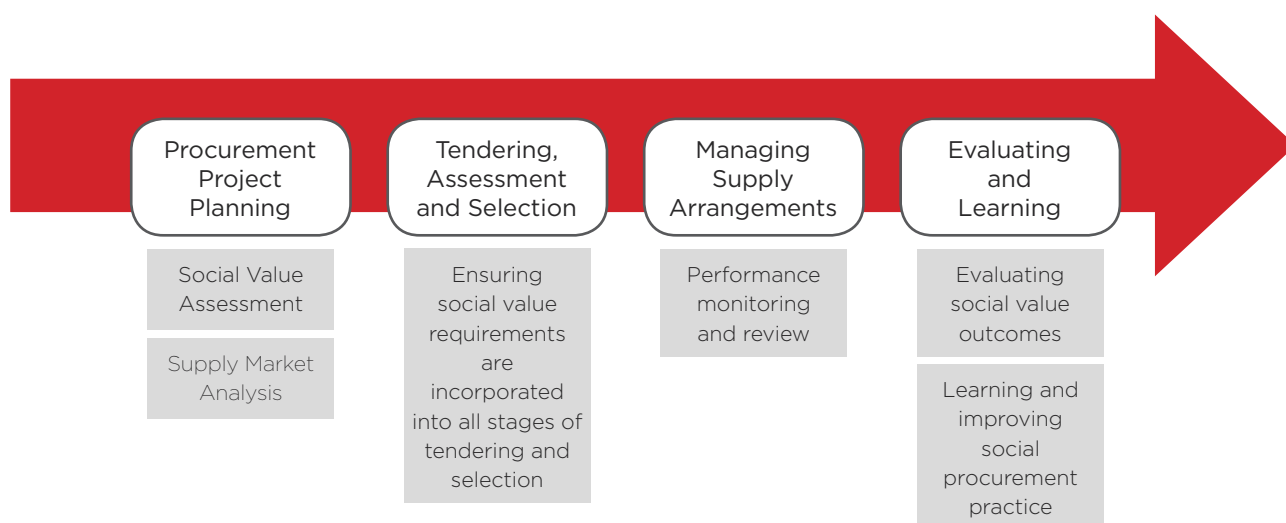 Procurement
Project
Planning
Social Value
Assessment
Supply Market
Analysis
Tendering,
Assessment
and Selection
Ensuring
social value
requirements
are
incorporated
into all stages of
tendering and
selection
Managing
Supply
Arrangements
Performance
monitoring
and review
Evaluating
and
Learning
Evaluating
social value
outcomes
Learning and
improving
social
procurement
practice